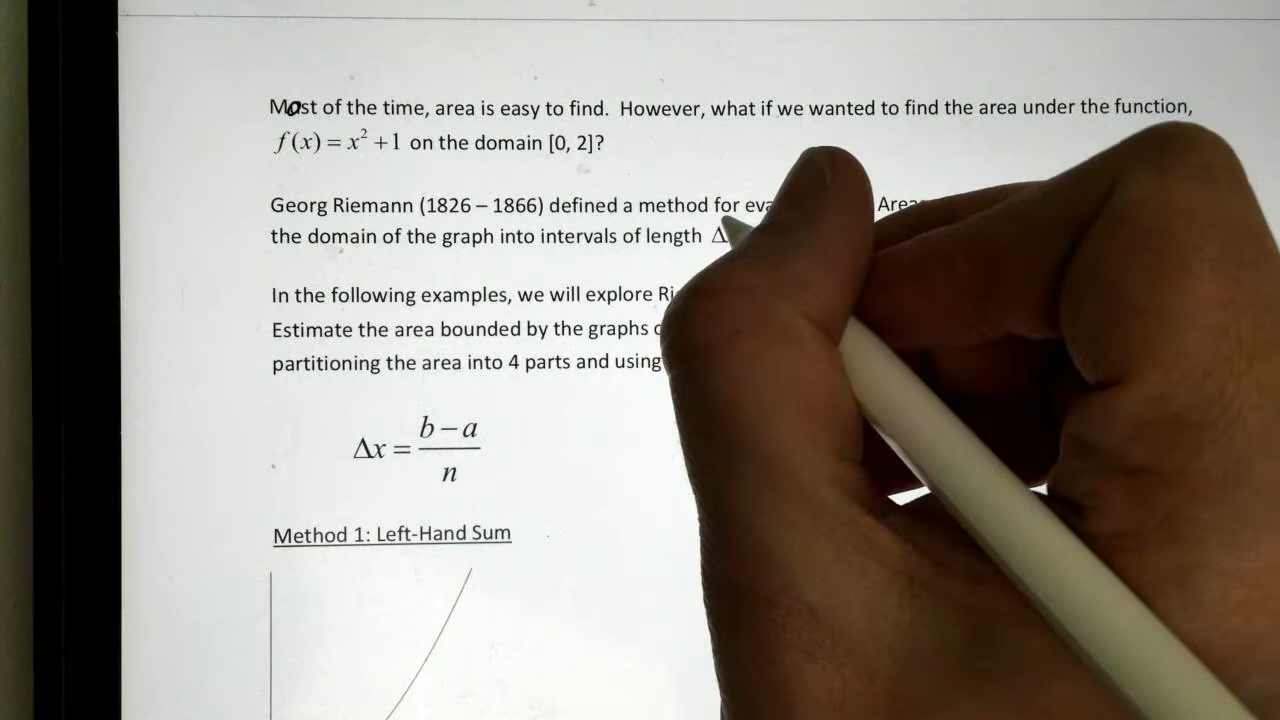 Most of the time, area is easy to find. However, what if we wanted to find the area under the function,
f(x) = x² + 1 on the domain [0, 2]?
Georg Riemann (1826 – 1866) defined a method for
the domain of the graph into intervals of length Δ
In the following examples, we will explore
Estimate the area bounded by the graphs
partitioning the area into 4 parts and using
Δx = (b − a)/n
Method 1: Left-Hand Sum